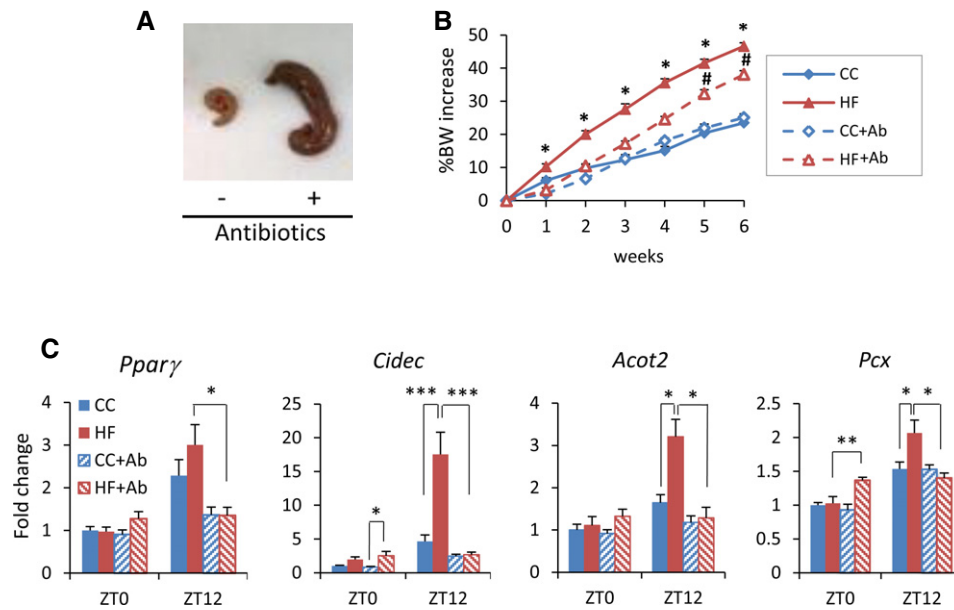 A
-
+
Antibiotics
B
%BW increase
50
40
30
20
10
0
* * * * * *
# #
0 1 2 3 4 5 6
weeks
CC
HF
CC+Ab
HF+Ab
C
Pparγ
Fold change
4
3
2
1
0
CC
HF
CC+Ab
HF+Ab
*
ZT0 ZT12
Cidec
25
20
15
10
5
0
*** ***
*
ZT0 ZT12
Acot2
4
3
2
1
0
* *
ZT0 ZT12
Pcx
2.5
2
1.5
1
0.5
0
* *
**
ZT0 ZT12